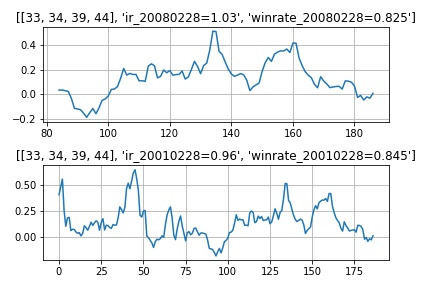 [[33, 34, 39, 44], 'ir_20080228=1.03', 'winrate_20080228=0.825']
0.4
0.2
0.0
−0.2
80 100 120 140 160 180
[[33, 34, 39, 44], 'ir_20010228=0.96', 'winrate_20010228=0.845']
0.50
0.25
0.00
0 25 50 75 100 125 150 175